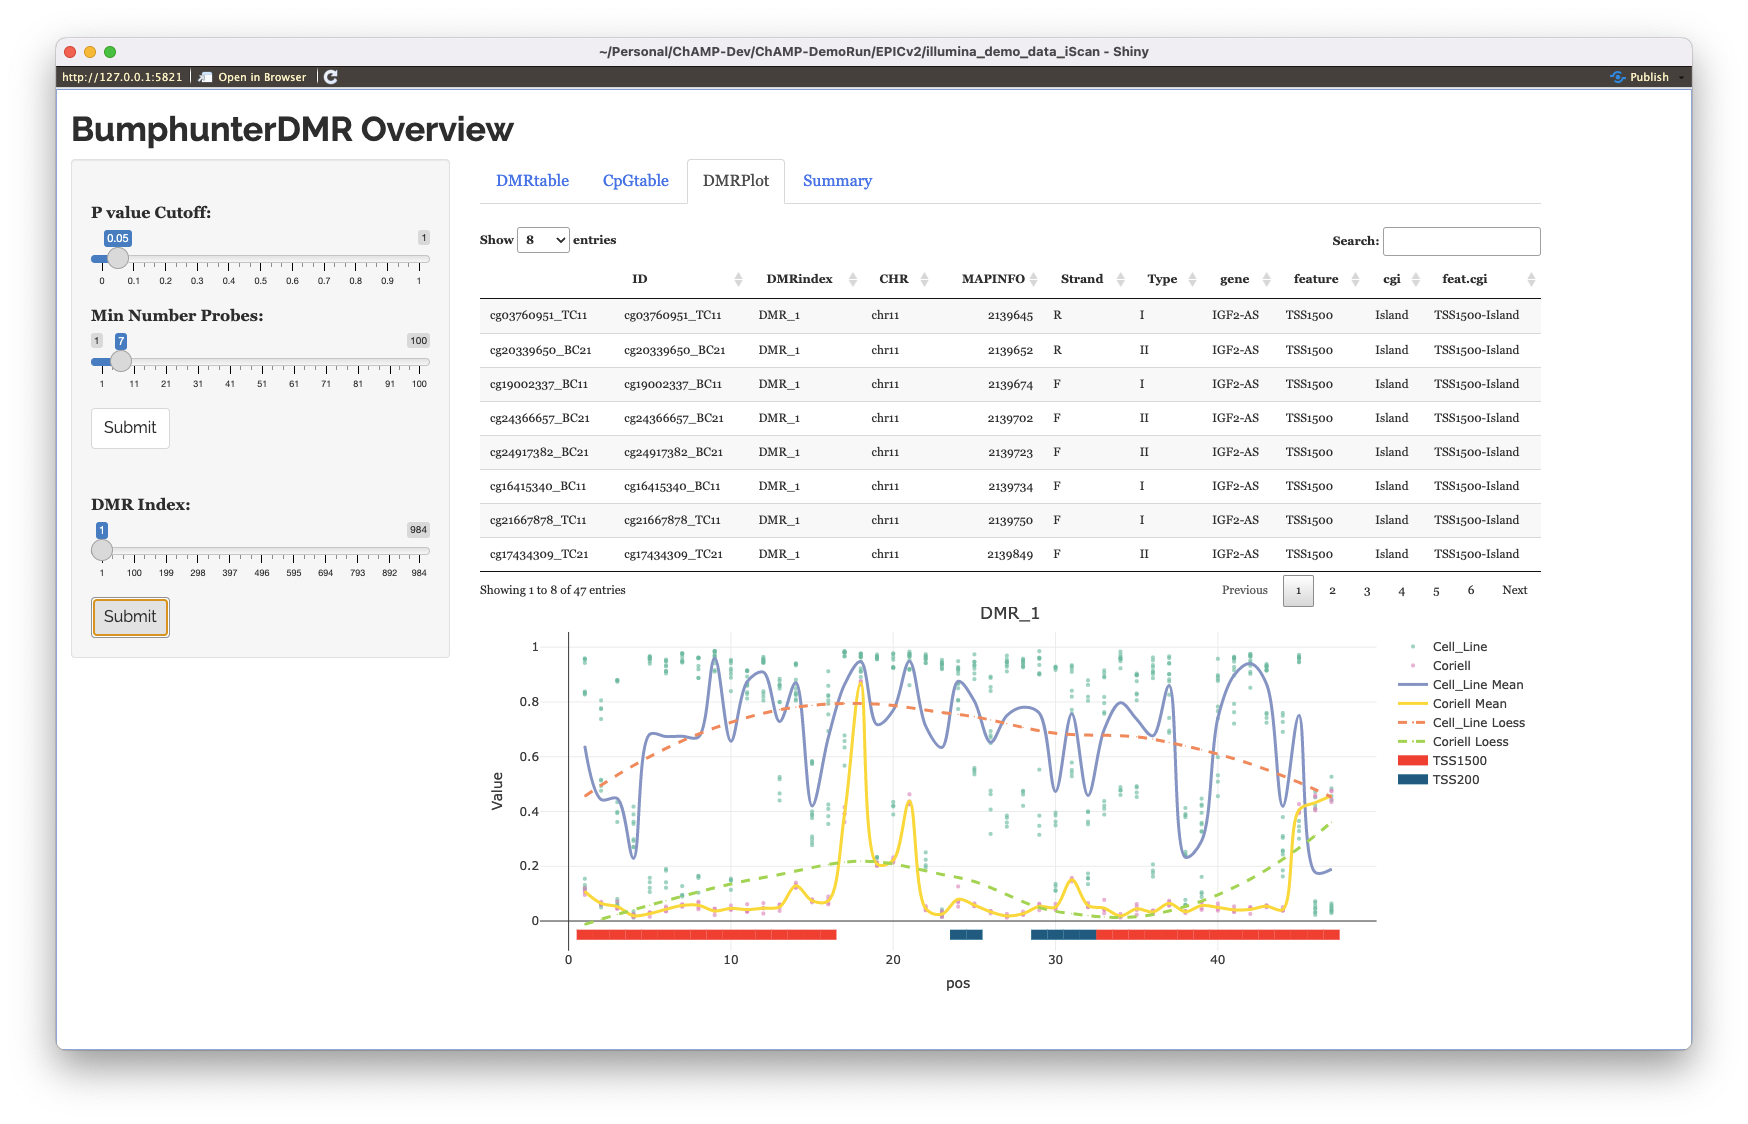 ~/Personal/ChAMP-Dev/ChAMP-DemoRun/EPICv2/illumina_demo_data_iScan - Shiny
http://127.0.0.1:5821 Open in Browser Publish
BumphunterDMR Overview
P value Cutoff:
0.05 1
0 0.1 0.2 0.3 0.4 0.5 0.6 0.7 0.8 0.9 1
Min Number Probes:
1 7 100
1 11 21 31 41 51 61 71 81 91 100
Submit
DMR Index:
1 984
1 100 199 298 397 496 595 694 793 892 984
Submit
DMRtable CpGtable DMRPlot Summary
Show 8 entries Search:
ID DMRindex CHR MAPINFO Strand Type gene feature cgi feat.cgi
cg03760951_TC11 cg03760951_TC11 DMR_1 chr11 2139645 R I IGF2-AS TSS1500 Island TSS1500-Island
cg20339650_BC21 cg20339650_BC21 DMR_1 chr11 2139652 R II IGF2-AS TSS1500 Island TSS1500-Island
cg19002337_BC11 cg19002337_BC11 DMR_1 chr11 2139674 F I IGF2-AS TSS1500 Island TSS1500-Island
cg24366657_BC21 cg24366657_BC21 DMR_1 chr11 2139702 F II IGF2-AS TSS1500 Island TSS1500-Island
cg24917382_BC21 cg24917382_BC21 DMR_1 chr11 2139723 F II IGF2-AS TSS1500 Island TSS1500-Island
cg16415340_BC11 cg16415340_BC11 DMR_1 chr11 2139734 F I IGF2-AS TSS1500 Island TSS1500-Island
cg21667878_TC11 cg21667878_TC11 DMR_1 chr11 2139750 F I IGF2-AS TSS1500 Island TSS1500-Island
cg17434309_TC21 cg17434309_TC21 DMR_1 chr11 2139849 F II IGF2-AS TSS1500 Island TSS1500-Island
Showing 1 to 8 of 47 entries Previous 1 2 3 4 5 6 Next
DMR_1
1
0.8
0.6
0.4
0.2
0
Value
0 10 20 30 40
pos
Cell_Line
Coriell
Cell_Line Mean
Coriell Mean
Cell_Line Loess
Coriell Loess
TSS1500
TSS200